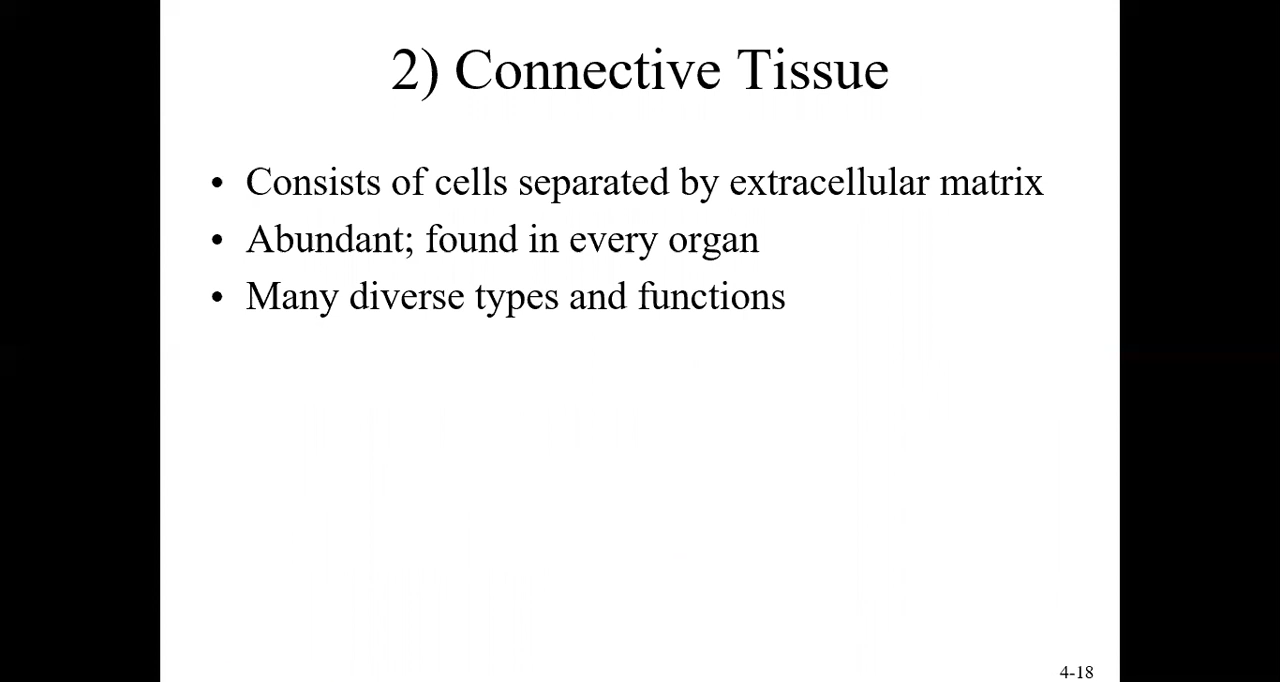 2) Connective Tissue
• Consists of cells separated by extracellular matrix
• Abundant; found in every organ
• Many diverse types and functions
4-18